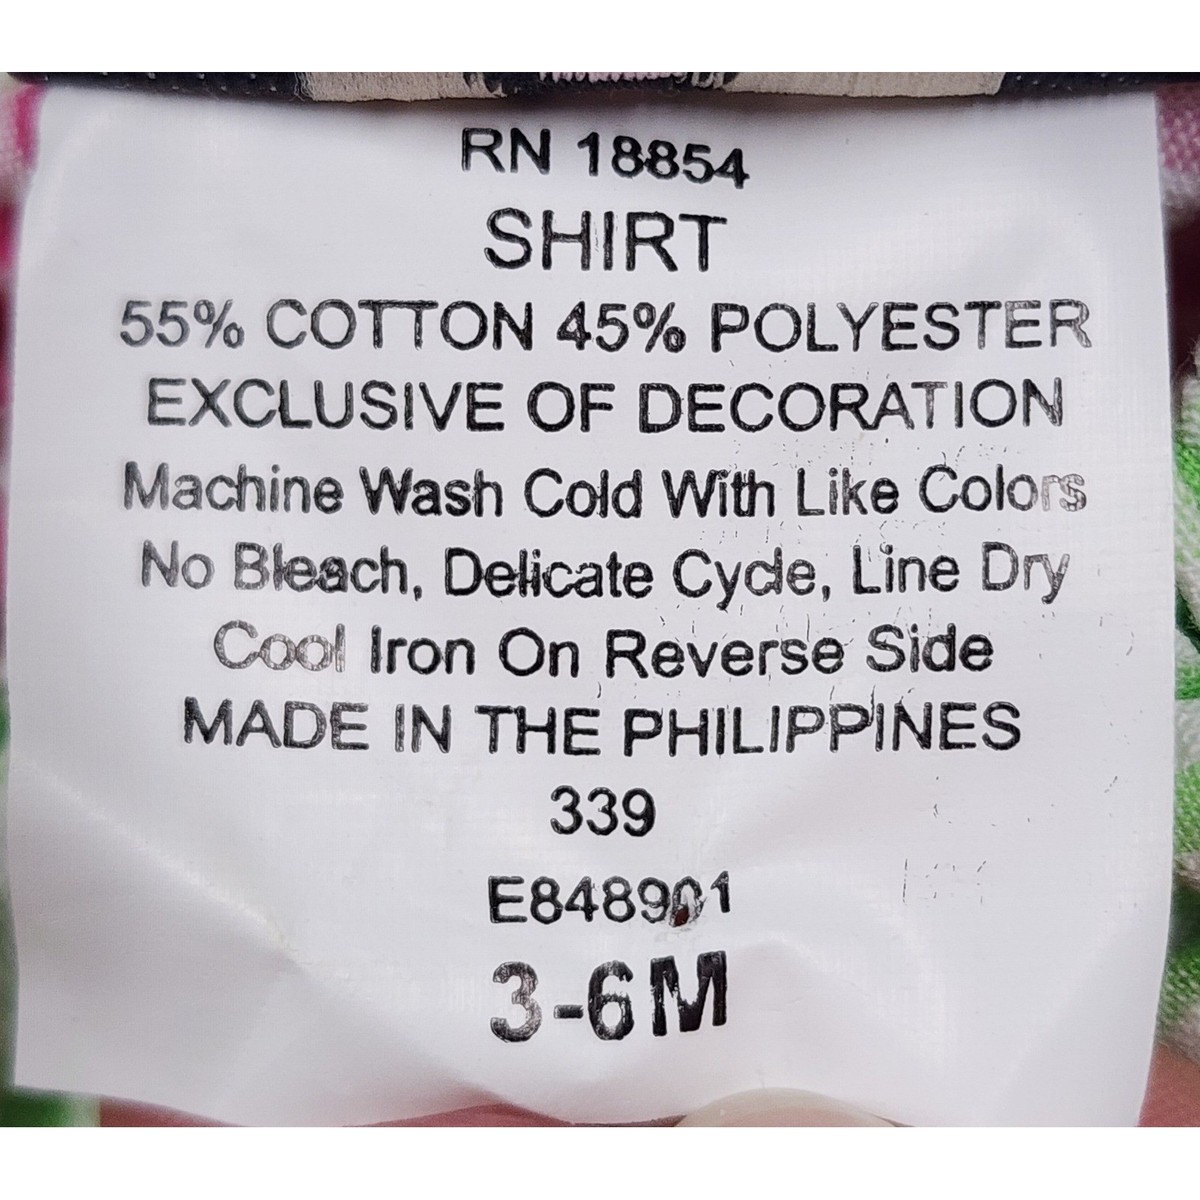 RN 18854
SHIRT
55% COTTON 45% POLYESTER
EXCLUSIVE OF DECORATION
Machine Wash Cold With Like Colors
No Bleach, Delicate Cycle, Line Dry
Cool Iron On Reverse Side
MADE IN THE PHILIPPINES
339
E848901
3-6M